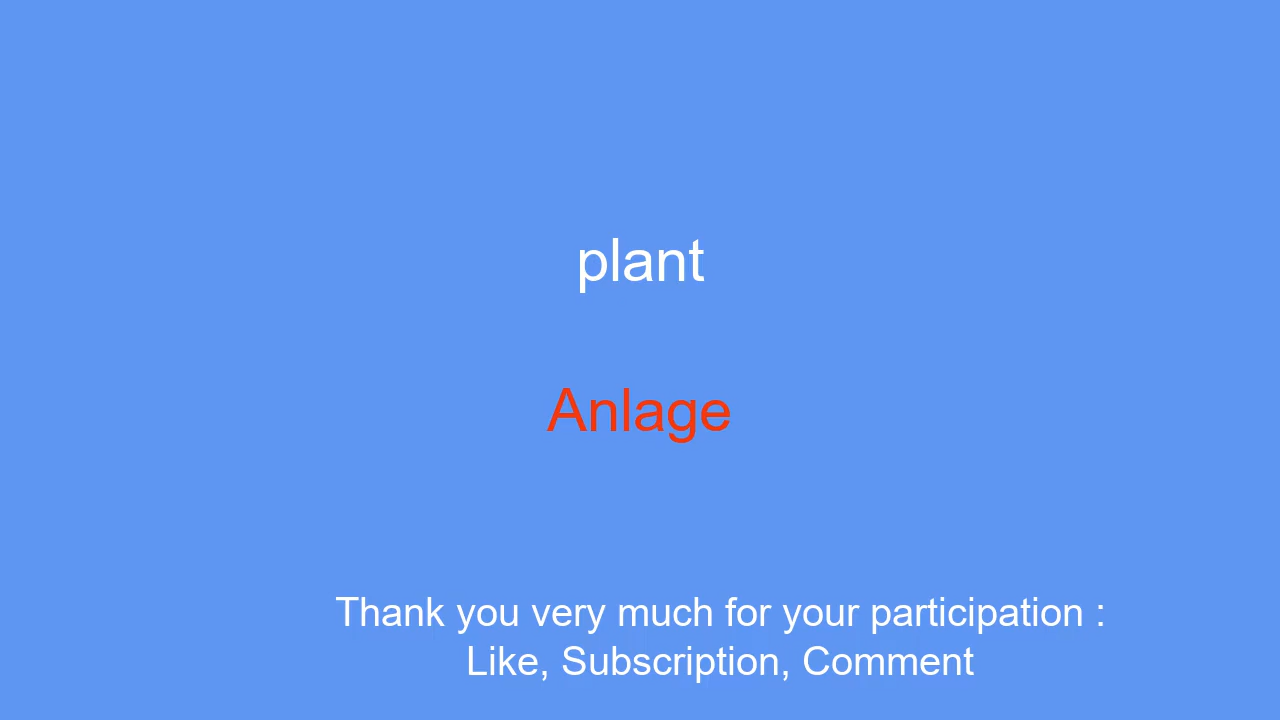 plant
Anlage
Thank you very much for your participation :
Like, Subscription, Comment